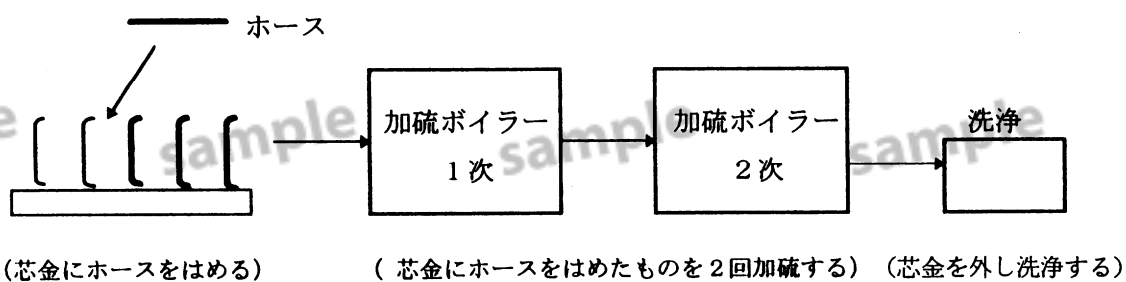 ホース
加硫ボイラー
1次
加硫ボイラー
2次
洗浄
(芯金にホースをはめる)
(芯金にホースをはめたものを2回加硫する)
(芯金を外し洗浄する)
sample
sample
sample